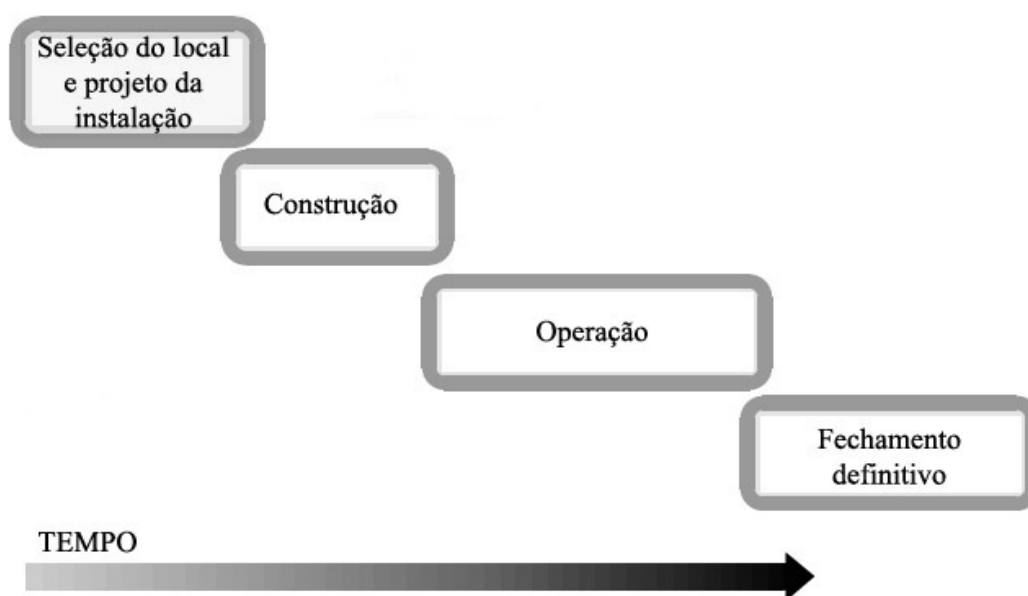 Seleção do local
e projeto da
instalação
Construção
Operação
Fechamento
definitivo
TEMPO